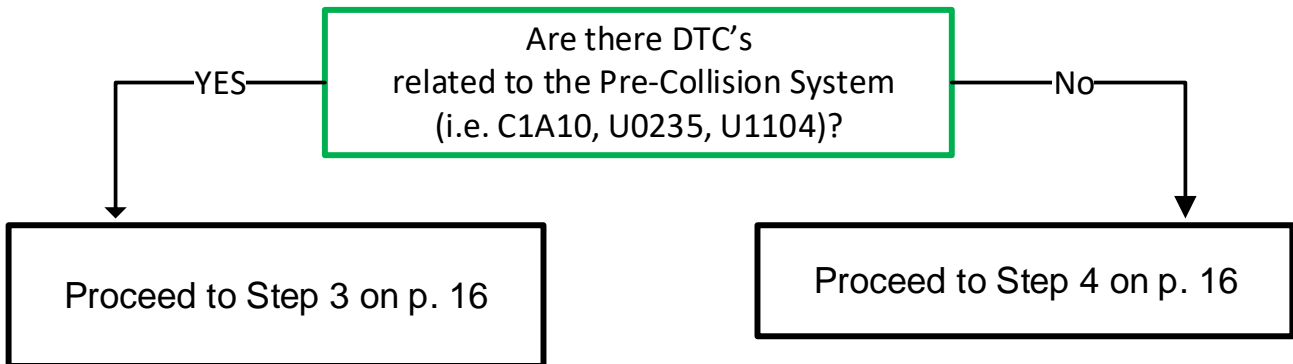 Are there DTC's
related to the Pre-Collision System
(i.e. C1A10, U0235, U1104)?
YES
No
Proceed to Step 3 on p. 16
Proceed to Step 4 on p. 16